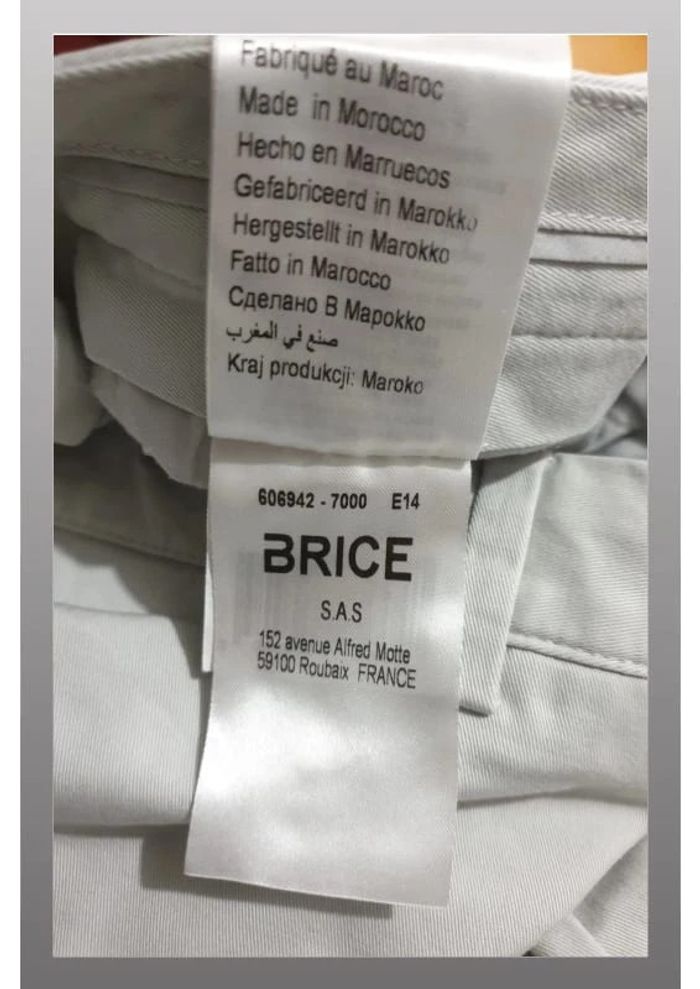 Fabriqué au Maroc
Made in Morocco
Hecho en Marruecos
Gefabriceerd in Marokko
Hergestellt in Marokko
Fatto in Marocco
Сделано В Марокко
صنع في المغرب
Kraj produkcji: Maroko
606942 - 7000 E14
BRICE
S.A.S
152 avenue Alfred Motte
59100 Roubaix FRANCE